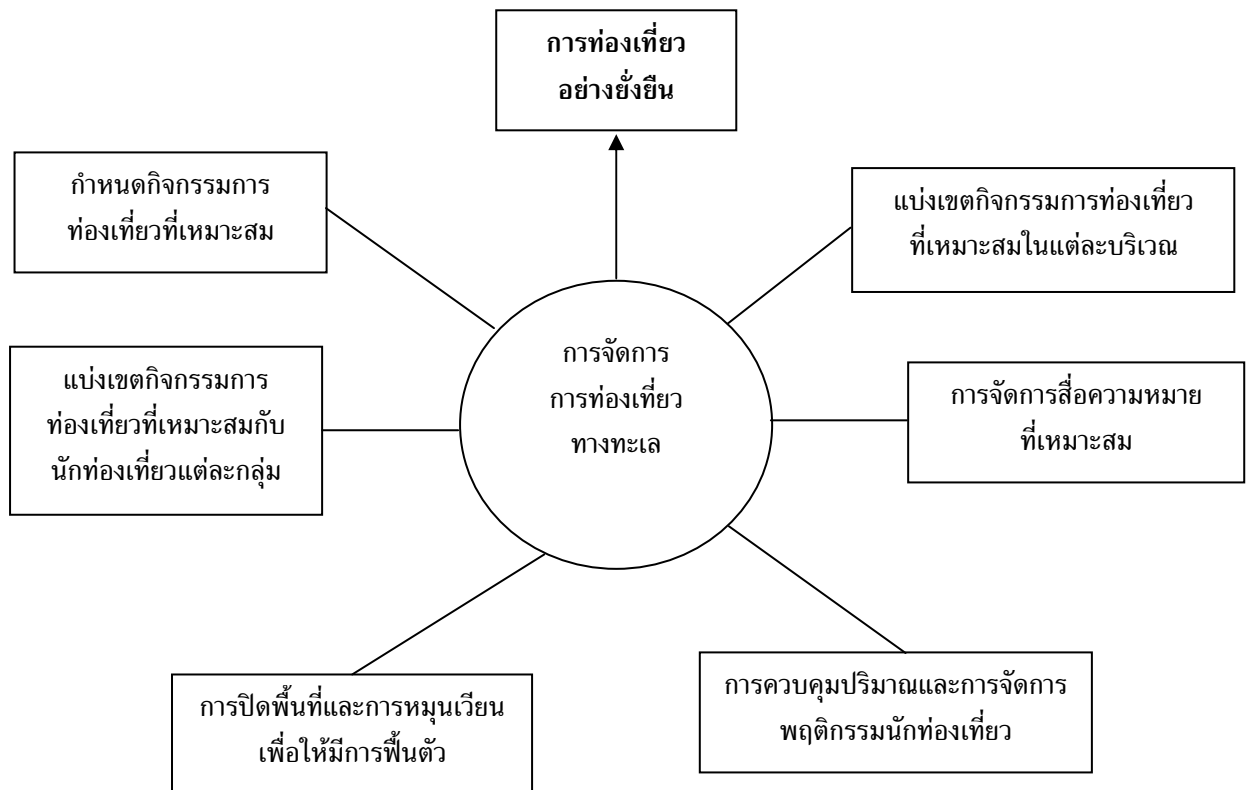 การท่องเที่ยว
อย่างยั่งยืน
กำหนดกิจกรรมการ
ท่องเที่ยวที่เหมาะสม
แบ่งเขตกิจกรรมการท่องเที่ยว
ที่เหมาะสมในแต่ละบริเวณ
การจัดการ
การท่องเที่ยว
ทางทะเล
แบ่งเขตกิจกรรมการ
ท่องเที่ยวที่เหมาะสมกับ
นักท่องเที่ยวแต่ละกลุ่ม
การจัดการสื่อความหมาย
ที่เหมาะสม
การปิดพื้นที่และการหมุนเวียน
เพื่อให้มีการฟื้นตัว
การควบคุมปริมาณและการจัดการ
พฤติกรรมนักท่องเที่ยว